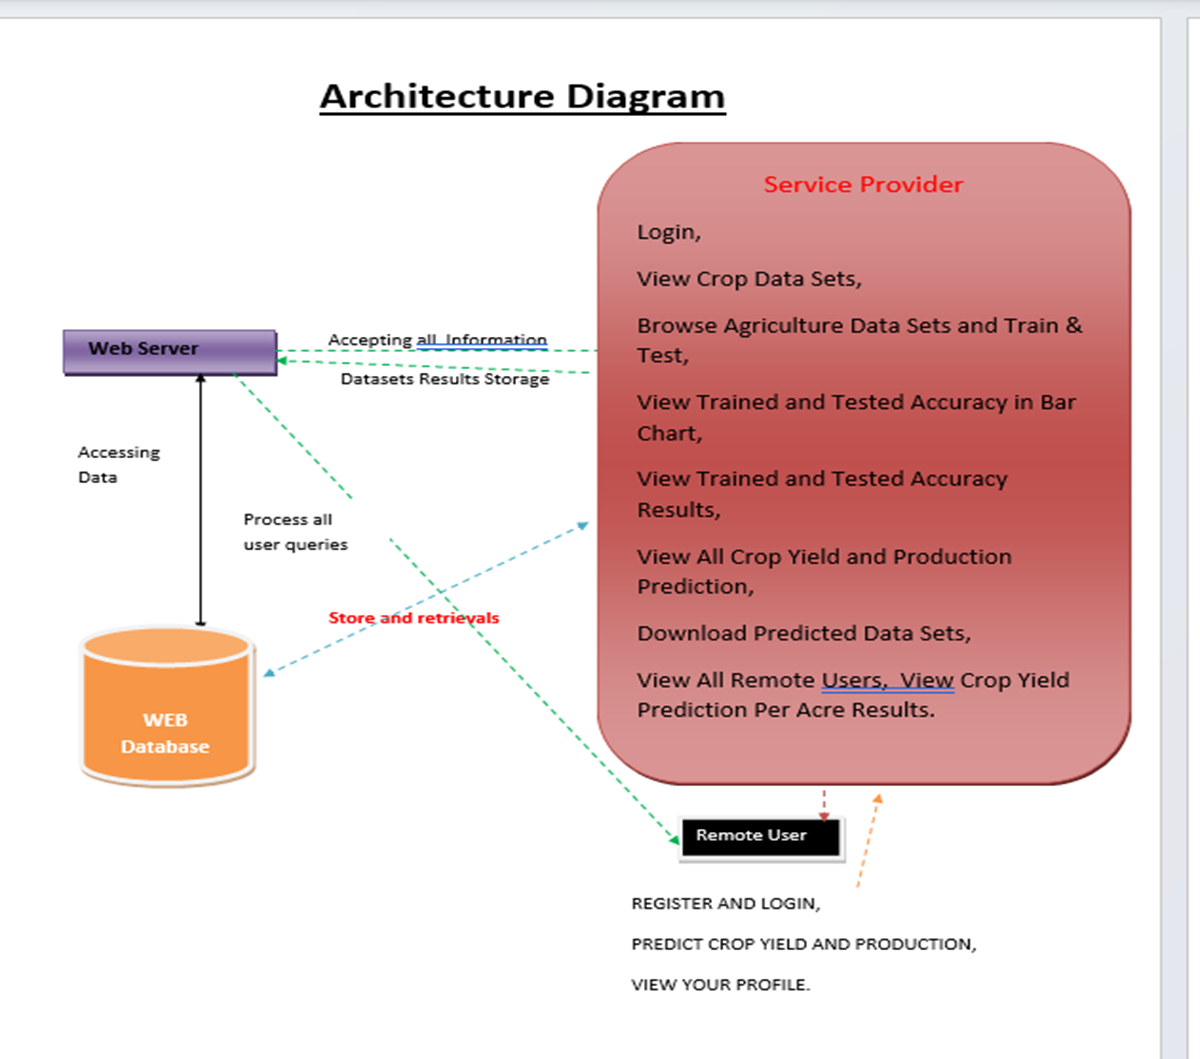 Architecture Diagram
Service Provider
Login,
View Crop Data Sets,
Browse Agriculture Data Sets and Train &
Test,
View Trained and Tested Accuracy in Bar
Chart,
View Trained and Tested Accuracy
Results,
View All Crop Yield and Production
Prediction,
Download Predicted Data Sets,
View All Remote Users,  View Crop Yield
Prediction Per Acre Results.
Web Server
Accepting all  Information
Datasets Results Storage
Accessing
Data
Process all
user queries
Store and retrievals
WEB
Database
Remote User
REGISTER AND LOGIN,
PREDICT CROP YIELD AND PRODUCTION,
VIEW YOUR PROFILE.